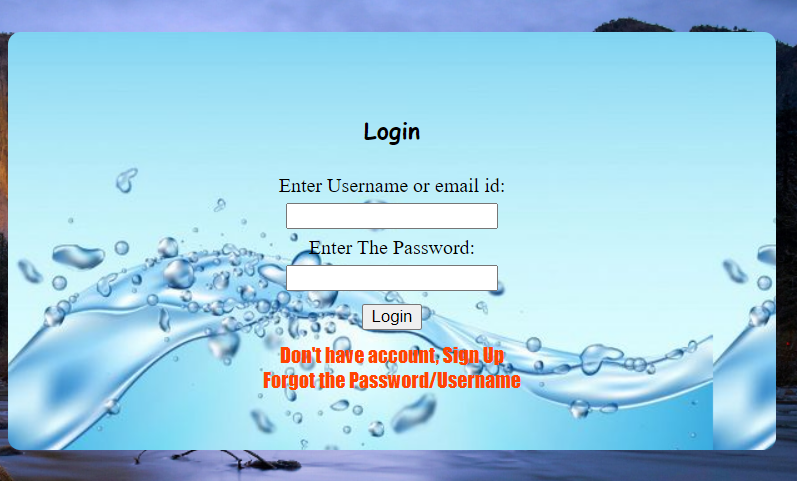 Login
Enter Username or email id:
Enter The Password:
Login
Don't have account, Sign Up
Forgot the Password/Username